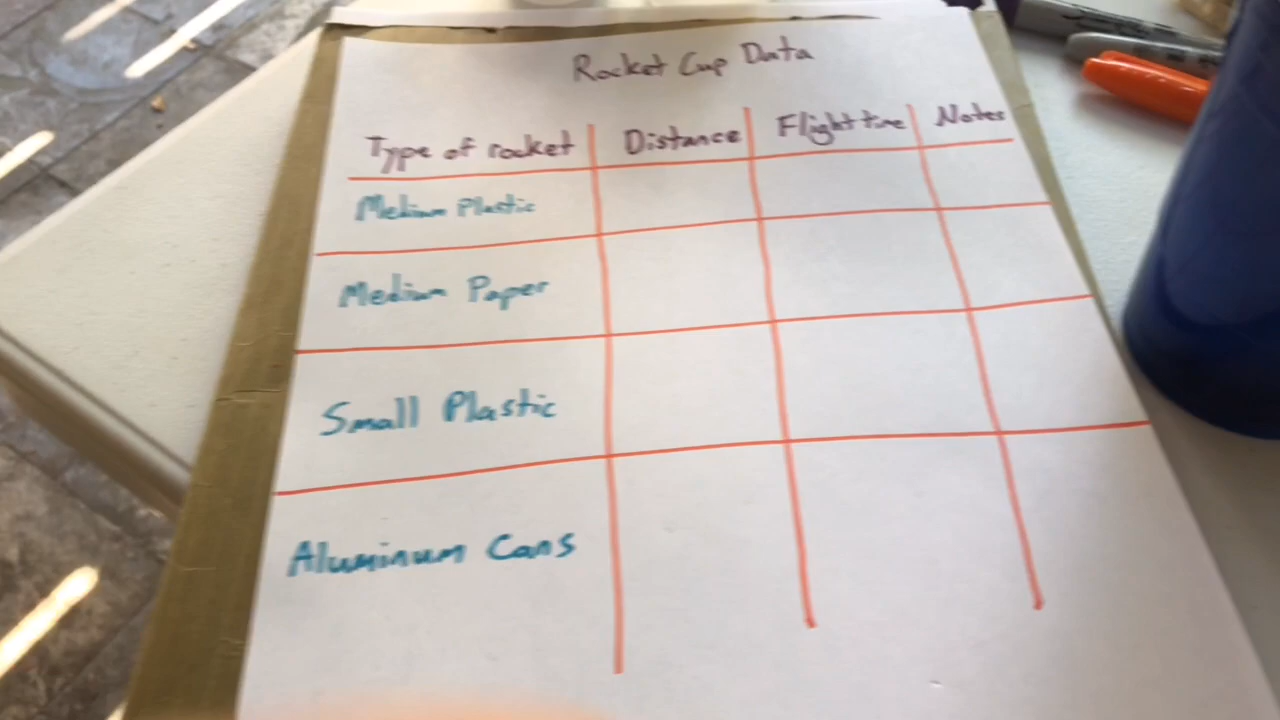 Rocket Cup Data
Type of rocket Distance Flight time Notes
Medium Plastic
Medium Paper
Small Plastic
Aluminum Cans